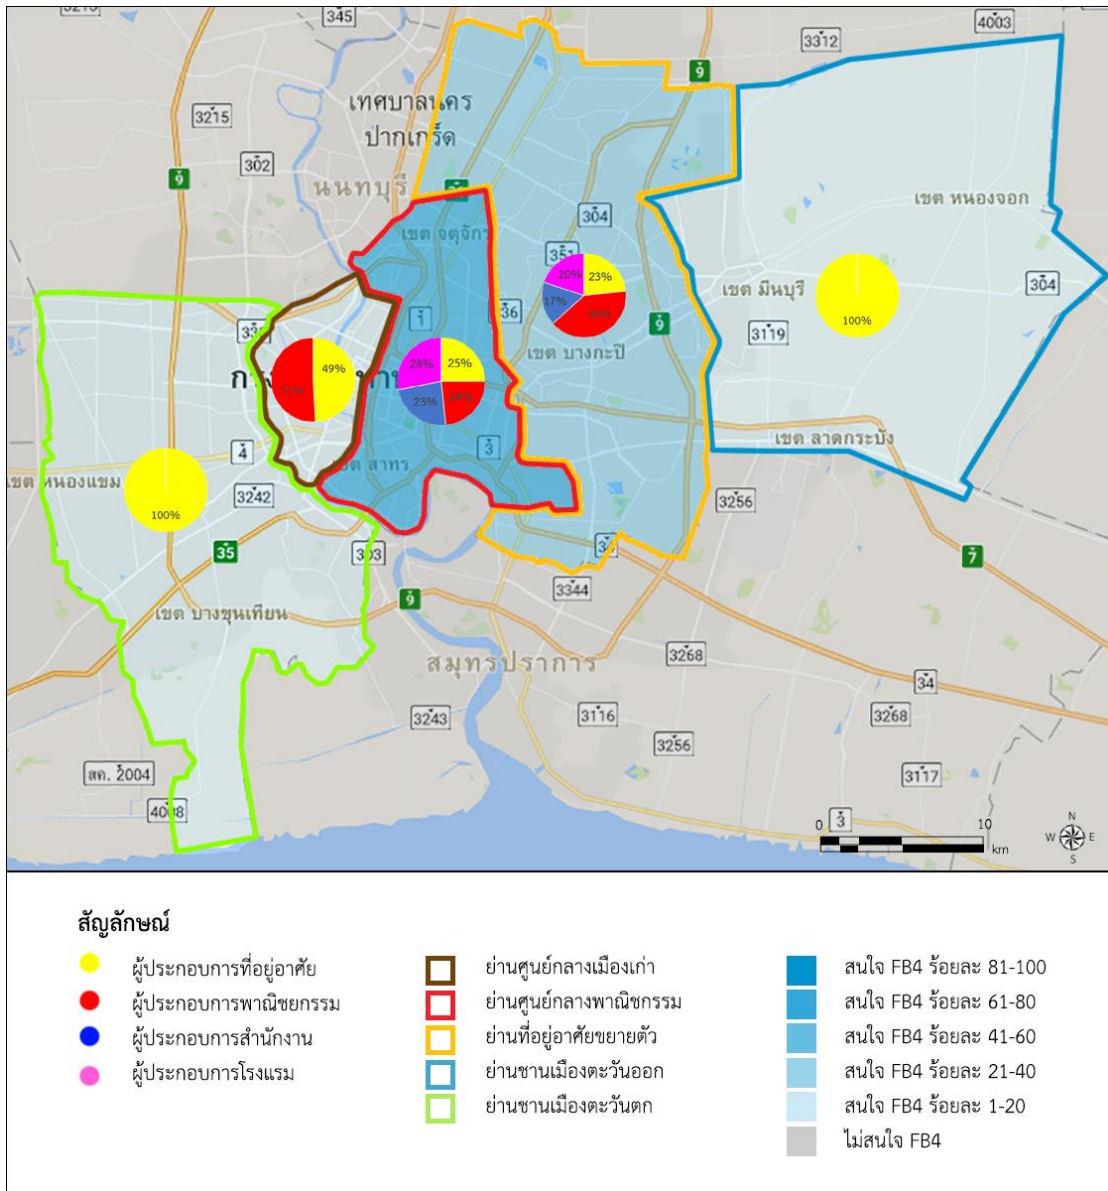 3215
345
4003
3312
9
เทศบาลนคร
ปากเกร็ด
3215
302
9
นนทบุรี
304
เขต หนองจอก
เขต จตุจักร
351
20%
23%
17%
เขต มีนบุรี
304
1
9
100%
3119
เขต บางกะปิ
49%
28%
25%
23%
24%
เขต ลาดกระบัง
4
3
เขต หนองแขม
3242
100%
3256
35
303
7
3344
9
เขต บางขุนเทียน
สมุทรปราการ
3268
34
3243
3116
3268
3256
สค. 2004
3117
4008
0
3
10
km
N
W
E
S
สัญลักษณ์
ผู้ประกอบการที่อยู่อาศัย
ผู้ประกอบการพาณิชยกรรม
ผู้ประกอบการสำนักงาน
ผู้ประกอบการโรงแรม
ย่านศูนย์กลางเมืองเก่า
ย่านศูนย์กลางพาณิชกรรม
ย่านที่อยู่อาศัยขยายตัว
ย่านชานเมืองตะวันออก
ย่านชานเมืองตะวันตก
สนใจ FB4 ร้อยละ 81-100
สนใจ FB4 ร้อยละ 61-80
สนใจ FB4 ร้อยละ 41-60
สนใจ FB4 ร้อยละ 21-40
สนใจ FB4 ร้อยละ 1-20
ไม่สนใจ FB4